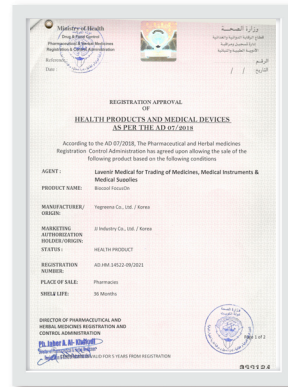 Ministry of Health
Drug & Food Control
Pharmaceutical & Herbal Medicines
Registration & Control Administration
Reference:
Date :
وزارة الصحة
قطاع الرقابة الدوائية والغذائية
الرقم
التاريخ / /
REGISTRATION APPROVAL
OF
HEALTH PRODUCTS AND MEDICAL DEVICES
AS PER THE AD 07/2018
According to the AD 07/2018, The Pharmaceutical and Herbal medicines
Registration Control Administration has agreed upon allowing the sale of the
following product based on the following conditions
AGENT : Lavenir Medical for Trading of Medicines, Medical Instruments &
Medical Supplies
PRODUCT NAME: Biocool FocusOn
MANUFACTURER/ Yegreena Co., Ltd. / Korea
ORIGIN:
MARKETING JJ Industry Co., Ltd. / Korea
AUTHORIZATION
HOLDER/ORIGIN:
STATUS : HEALTH PRODUCT
REGISTRATION AD.HM.14522-09/2021
NUMBER:
PLACE OF SALE: Pharmacies
SHELF LIFE: 36 Months
DIRECTOR OF PHARMACEUTICAL AND
HERBAL MEDICINES REGISTRATION AND
CONTROL ADMINISTRATION
Page 1 of 2
VALID FOR 5 YEARS FROM REGISTRATION